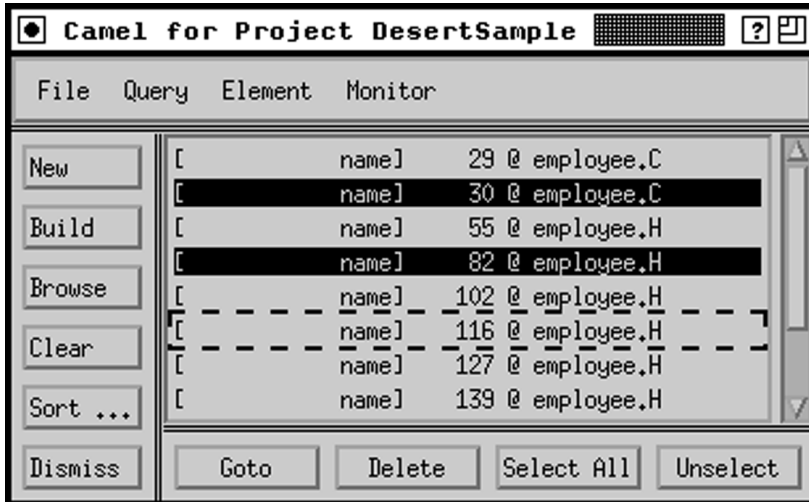 Camel for Project DesertSample ?
File Query Element Monitor
New
Build
Browse
Clear
Sort ...
Dismiss
[ name] 29 @ employee.C
[ name] 30 @ employee.C
[ name] 55 @ employee.H
[ name] 82 @ employee.H
[ name] 102 @ employee.H
[ name] 116 @ employee.H
[ name] 127 @ employee.H
[ name] 139 @ employee.H
Goto Delete Select All Unselect